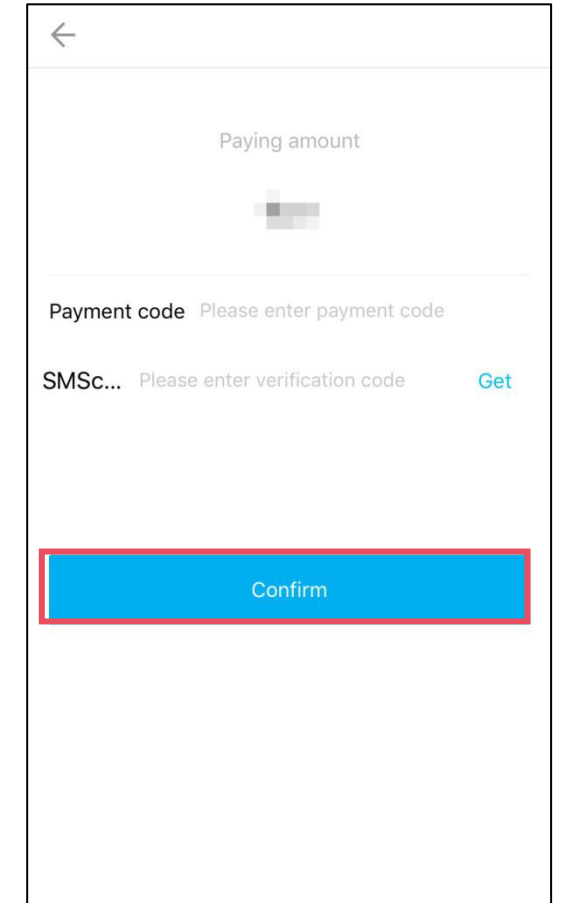 Paying amount
Payment code Please enter payment code
SMSc... Please enter verification code Get
Confirm